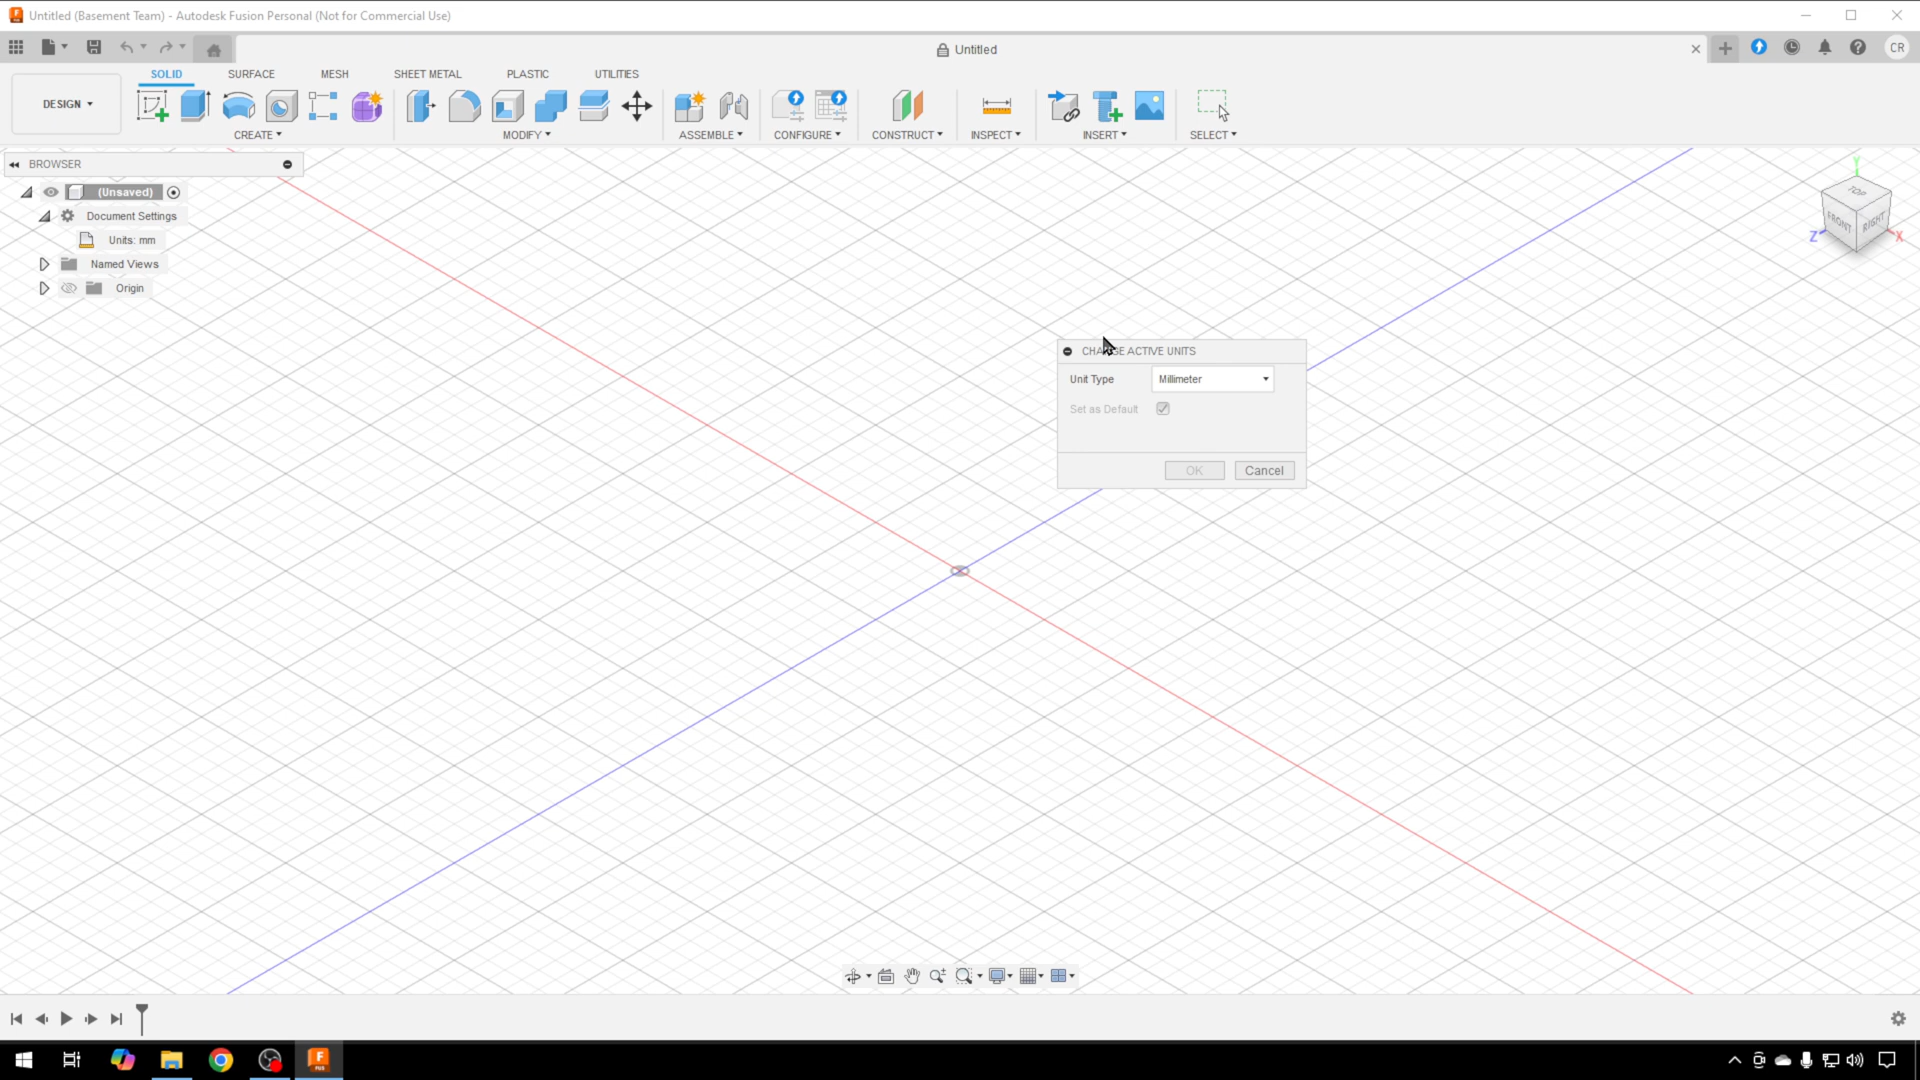 Untitled (Basement Team) - Autodesk Fusion Personal (Not for Commercial Use)
Untitled
CR
SOLID SURFACE MESH SHEET METAL PLASTIC UTILITIES
DESIGN
CREATE MODIFY ASSEMBLE CONFIGURE CONSTRUCT INSPECT INSERT SELECT
BROWSER
(Unsaved)
Document Settings
Units: mm
Named Views
Origin
Y
TOP
FRONT RIGHT
Z X
CHANGE ACTIVE UNITS
Unit Type Millimeter
Set as Default
OK Cancel
F
FUS